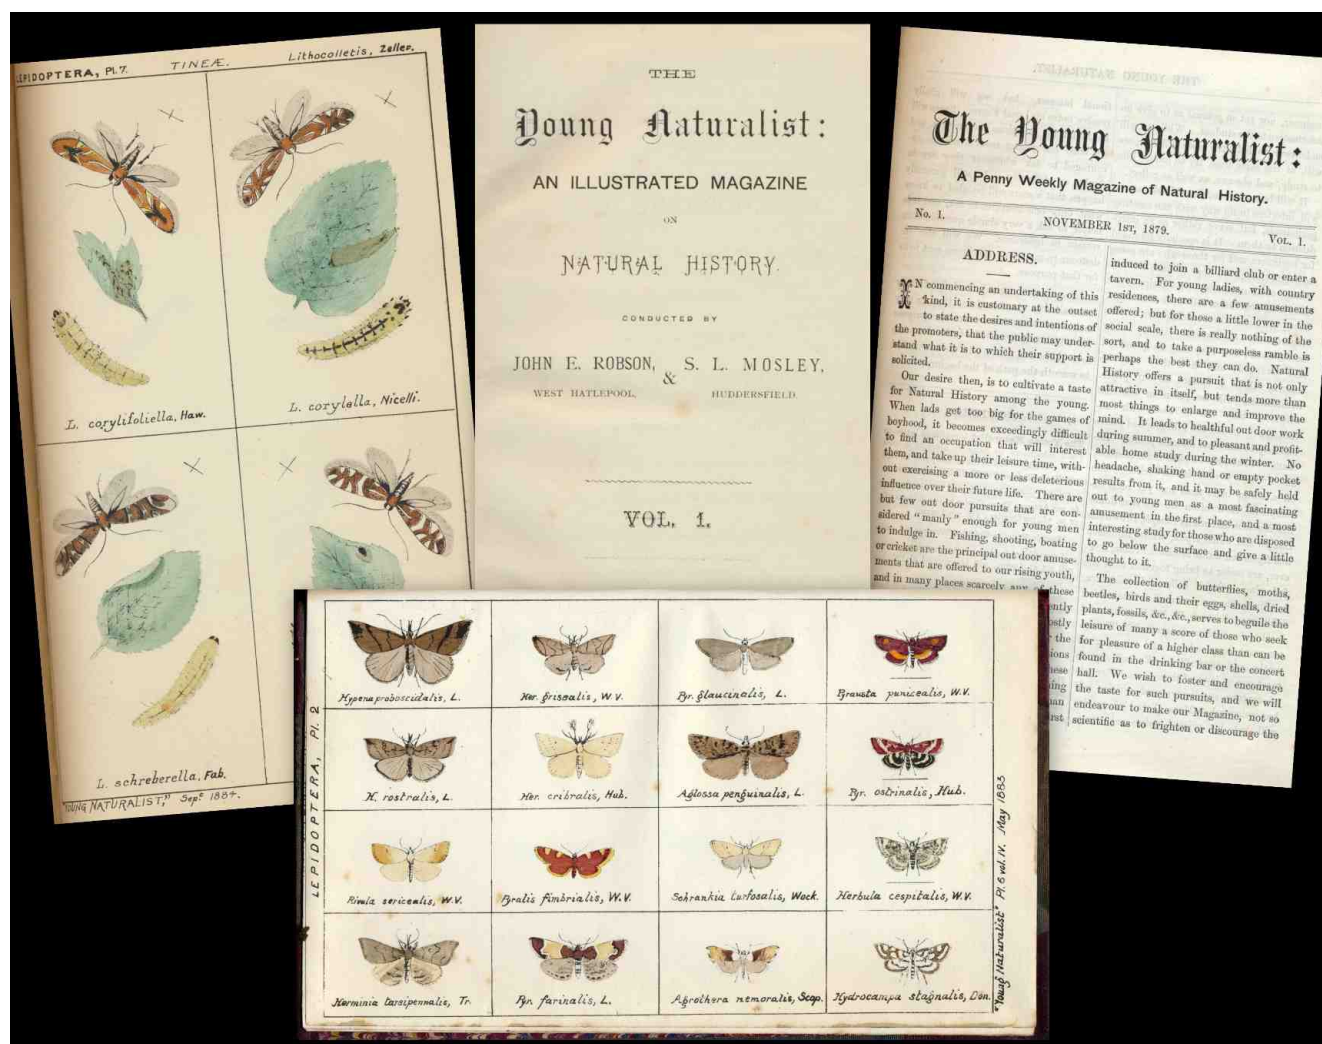 LEPIDOPTERA, Pl. 7. TINEÆ. Lithocolletis, Zeller.
L. corylifoliella, Haw.
L. corylella, Nicelli.
L. schreberella, Fab.
"YOUNG NATURALIST," Sep. 1884.
THE
Young Naturalist:
AN ILLUSTRATED MAGAZINE
ON
NATURAL HISTORY.
CONDUCTED BY
JOHN E. ROBSON, & S. L. MOSLEY,
WEST HATLEPOOL, HUDDERSFIELD.
VOL. 1.
The Young Naturalist:
A Penny Weekly Magazine of Natural History.
No. 1. NOVEMBER 1ST, 1879. VOL. 1.
ADDRESS.
IN commencing an undertaking of this
kind, it is customary at the outset
to state the desires and intentions of
the promoters, that the public may under-
stand what it is to which their support is
solicited.
Our desire then, is to cultivate a taste
for Natural History among the young.
When lads get too big for the games of
boyhood, it becomes exceedingly difficult
to find an occupation that will interest
them, and take up their leisure time, with-
out exercising a more or less deleterious
influence over their future life. There are
but few out door pursuits that are con-
sidered "manly" enough for young men
to indulge in. Fishing, shooting, boating
or cricket are the principal out door amuse-
ments that are offered to our rising youth,
and in many places scarcely any of these
the
induced to join a billiard club or enter a
tavern. For young ladies, with country
residences, there are a few amusements
offered; but for those a little lower in the
social scale, there is really nothing of the
sort, and to take a purposeless ramble is
perhaps the best they can do. Natural
History offers a pursuit that is not only
attractive in itself, but tends more than
most things to enlarge and improve the
mind. It leads to healthful out door work
during summer, and to pleasant and profit-
able home study during the winter. No
headache, shaking hand or empty pocket
results from it, and it may be safely held
out to young men as a most fascinating
amusement in the first place, and a most
interesting study for those who are disposed
to go below the surface and give a little
thought to it.
The collection of butterflies, moths,
beetles, birds and their eggs, shells, dried
plants, fossils, &c., &c., serves to beguile the
leisure of many a score of those who seek
for pleasure of a higher class than can be
found in the drinking bar or the concert
hall. We wish to foster and encourage
the taste for such pursuits, and we will
endeavour to make our Magazine, not so
scientific as to frighten or discourage the
LEPIDOPTERA, Pl. 2
Hypena proboscidalis, L.
Her. grisealis, W.V.
Pyr. glaucinalis, L.
Pyrausta punicealis, W.V.
H. rostralis, L.
Her. cribralis, Hub.
Aglossa penguinalis, L.
Pyr. ostrinalis, Hub.
Rivula sericealis, W.V.
Pyralis fimbrialis, W.V.
Schrankia turfosalis, Wock.
Herbula cespitalis, W.V.
Herminia tarsipennalis, Tr.
Pyr. farinalis, L.
Agrothera nemoralis, Scop.
Hydrocampa stagnalis, Don.
"Young Naturalist" Pl. 6 vol. IV. May 1883